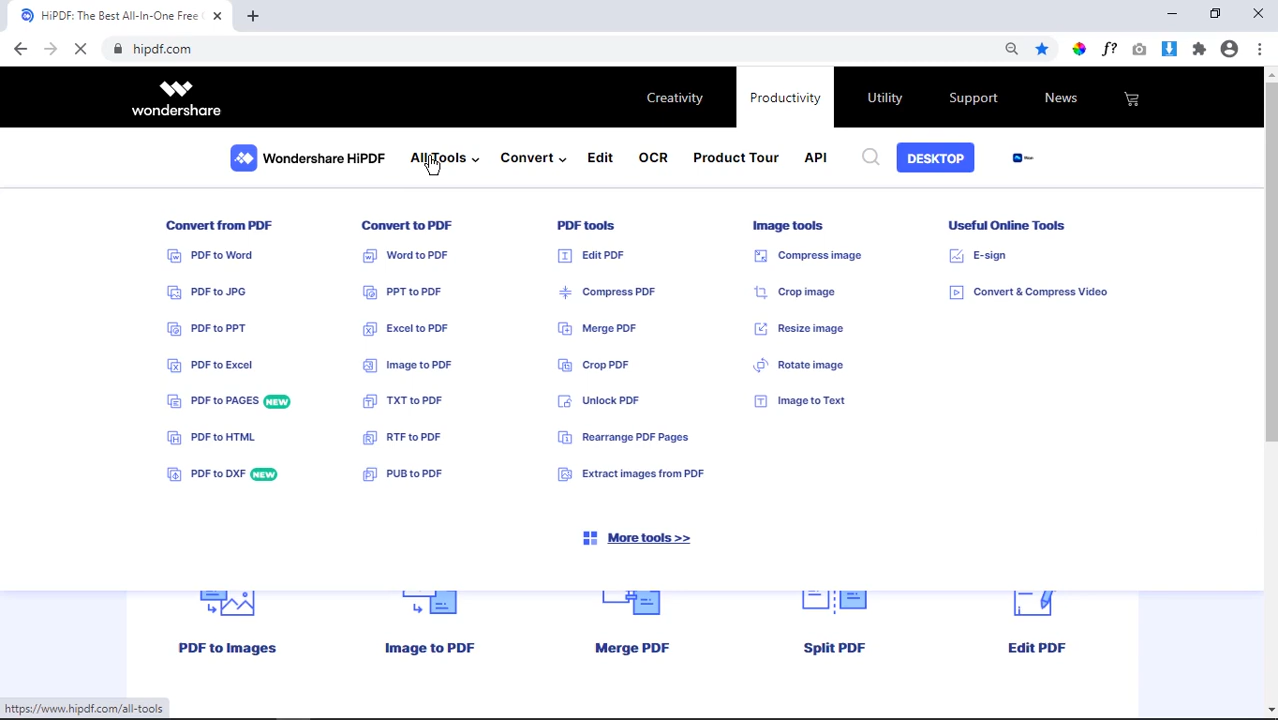 HiPDF: The Best All-In-One Free
hipdf.com
wondershare
Creativity
Productivity
Utility
Support
News
Wondershare HiPDF
All Tools
Convert
Edit
OCR
Product Tour
API
DESKTOP
Convert from PDF
PDF to Word
PDF to JPG
PDF to PPT
PDF to Excel
PDF to PAGES NEW
PDF to HTML
PDF to DXF NEW
Convert to PDF
Word to PDF
PPT to PDF
Excel to PDF
Image to PDF
TXT to PDF
RTF to PDF
PUB to PDF
PDF tools
Edit PDF
Compress PDF
Merge PDF
Crop PDF
Unlock PDF
Rearrange PDF Pages
Extract images from PDF
Image tools
Compress image
Crop image
Resize image
Rotate image
Image to Text
Useful Online Tools
E-sign
Convert & Compress Video
More tools >>
PDF to Images
Image to PDF
Merge PDF
Split PDF
Edit PDF
https://www.hipdf.com/all-tools